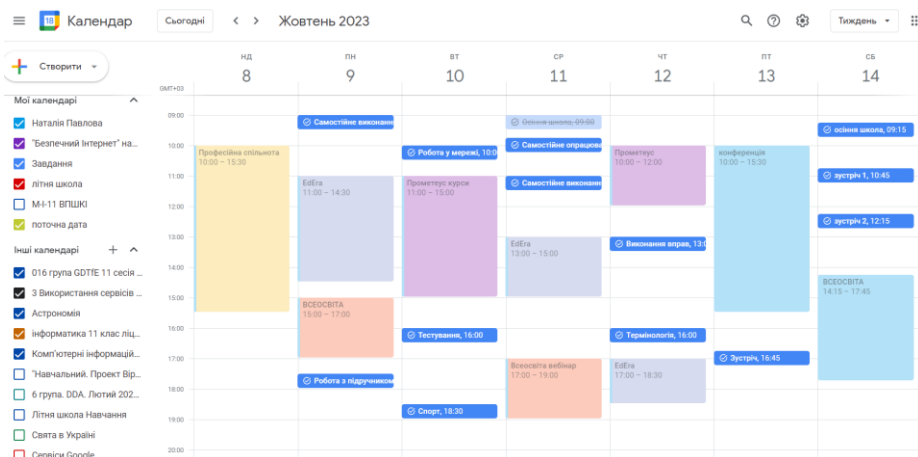 18 Календар
Сьогодні
Жовтень 2023
Тиждень
Створити
GMT+03
НД
8
ПН
9
ВТ
10
СР
11
ЧТ
12
ПТ
13
СБ
14
Мої календарі
Наталія Павлова
"Безпечний Інтернет" на...
Завдання
літня школа
М-І-11 ВПШКІ
поточна дата
Інші календарі
016 група GDTfE 11 сесія ...
3 Використання сервісів ...
Астрономія
інформатика 11 клас ліц...
Комп'ютерні інформацій...
"Навчальний. Проект Вір...
6 група. DDA. Лютий 202...
Літня школа Навчання
Свята в Україні
Сервіси Google
09:00
10:00
11:00
12:00
13:00
14:00
15:00
16:00
17:00
18:00
19:00
20:00
Професійна спільнота
10:00 – 15:30
Самостійне виконанн
EdEra
11:00 – 14:30
ВСЕОСВІТА
15:00 – 17:00
Робота з підручником
Робота у мережі, 10:0
Прометеус курси
11:00 – 15:00
Тестування, 16:00
Спорт, 18:30
Осіння школа, 09:00
Самостійне опрацюва
Самостійне виконанн
EdEra
13:00 – 15:00
Всеосвіта вебінар
17:00 – 19:00
Прометеус
10:00 – 12:00
Виконання вправ, 13:0
Термінологія, 16:00
EdEra
17:00 – 18:30
конференція
10:00 – 15:30
Зустріч, 16:45
осіння школа, 09:15
зустріч 1, 10:45
зустріч 2, 12:15
ВСЕОСВІТА
14:15 – 17:45